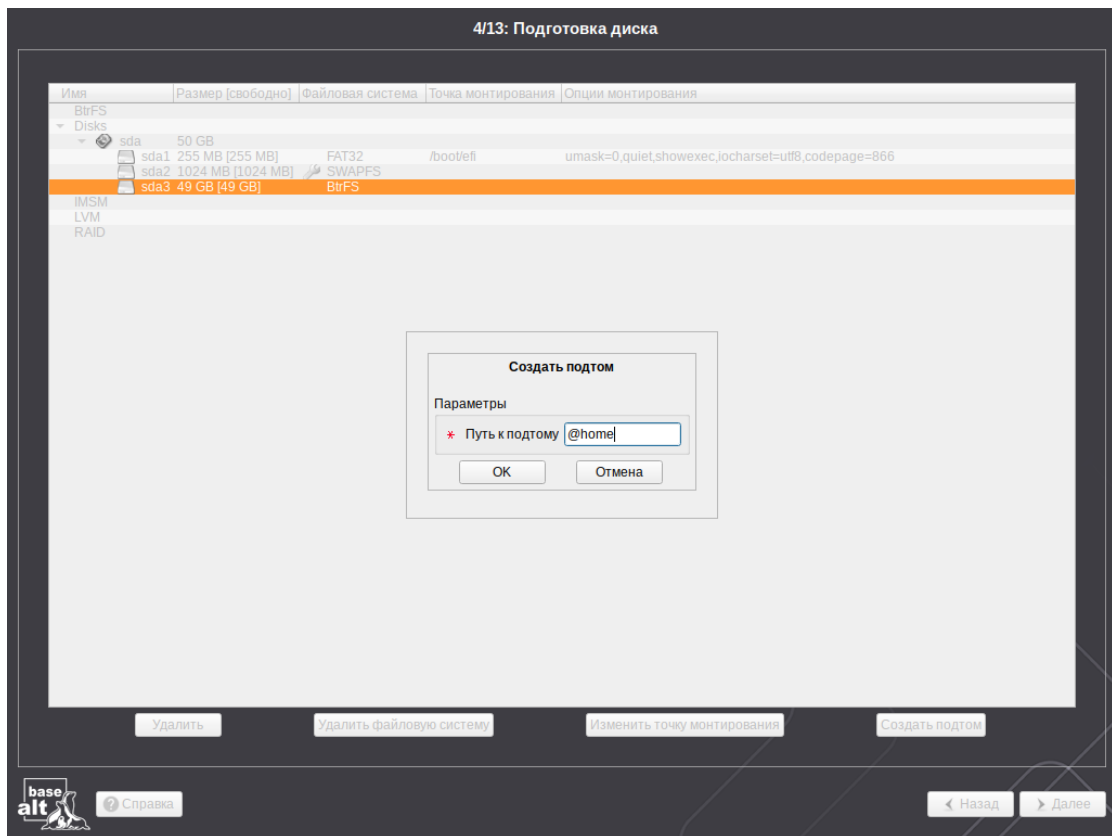 4/13: Подготовка диска
Имя Размер [свободно] Файловая система Точка монтирования Опции монтирования
BtrFS
Disks
sda 50 GB
sda1 255 MB [255 MB] FAT32 /boot/efi umask=0,quiet,showexec,iocharset=utf8,codepage=866
sda2 1024 MB [1024 MB] SWAPFS
sda3 49 GB [49 GB] BtrFS
IMSM
LVM
RAID
Создать подтом
Параметры
* Путь к подтому @home
OK Отмена
Удалить Удалить файловую систему Изменить точку монтирования Создать подтом
base
alt
Справка Назад Далее